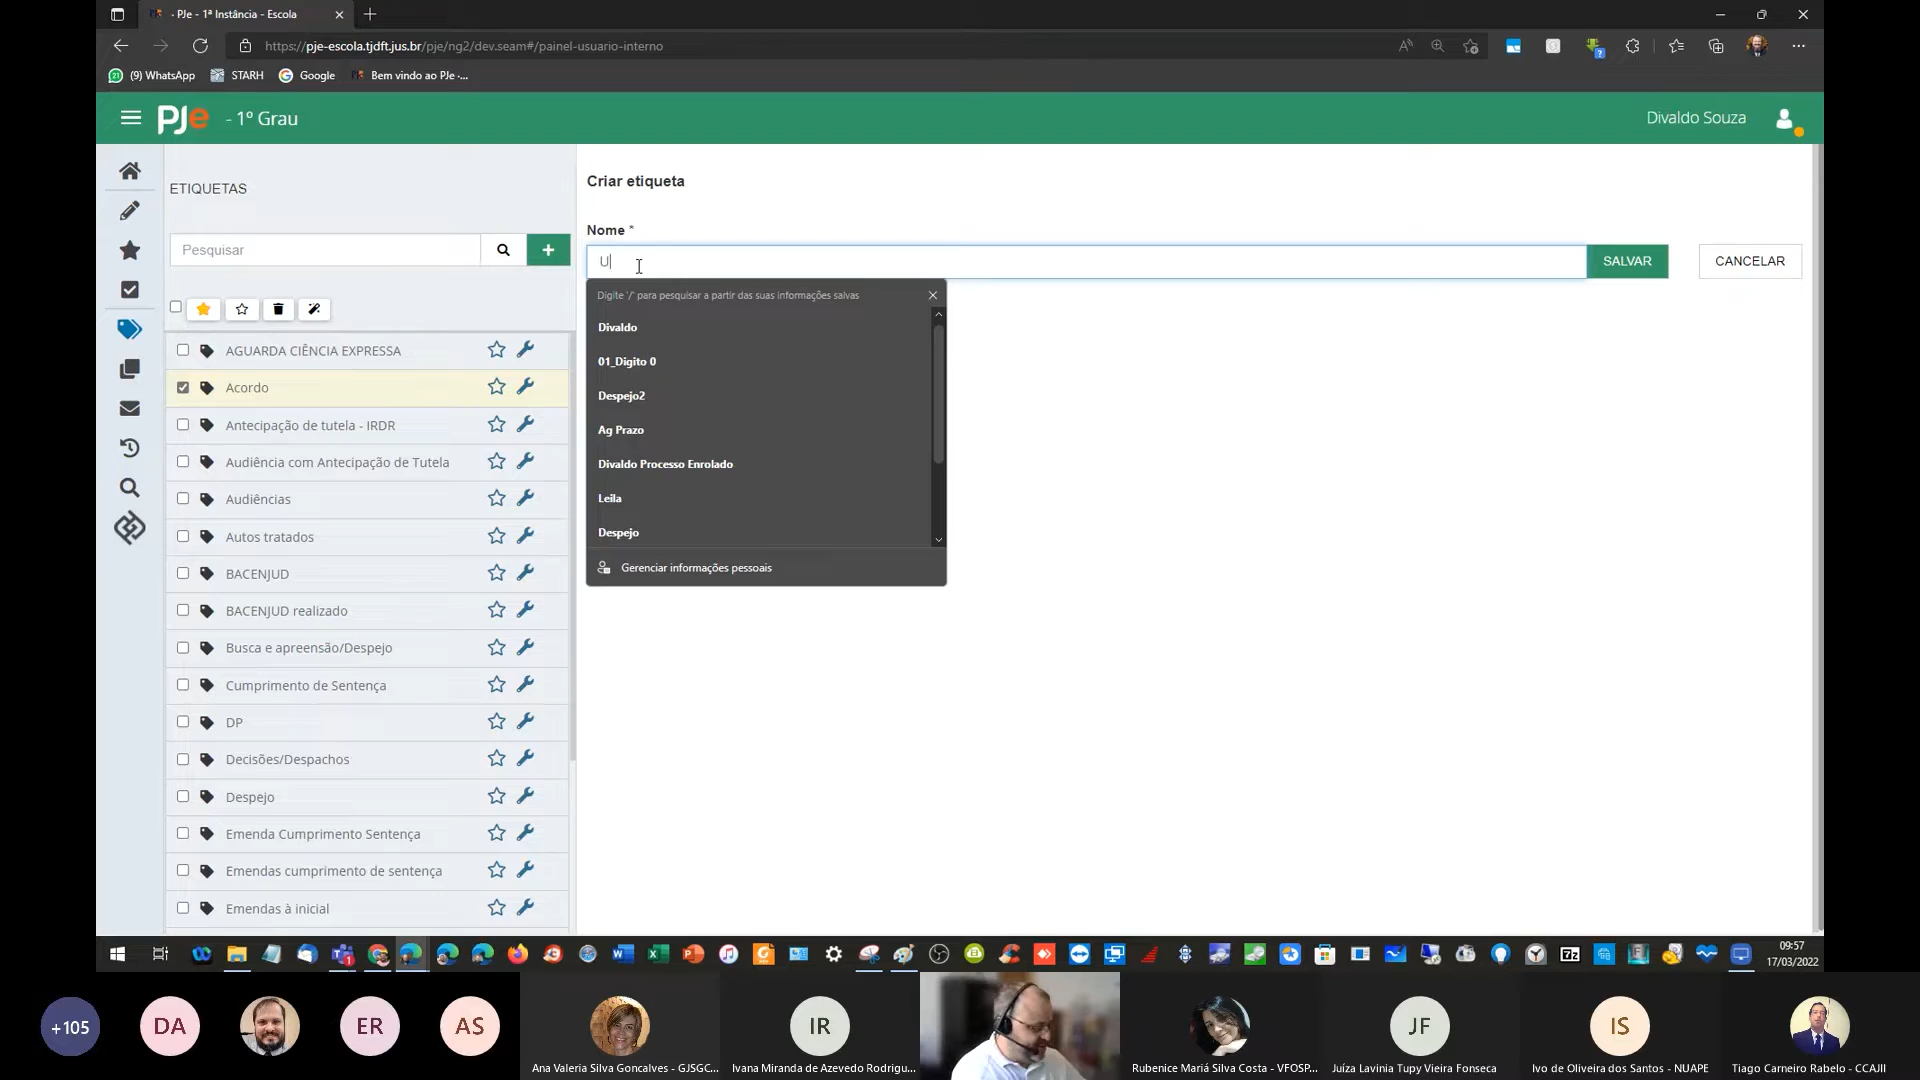 · PJe - 1ª Instância - Escola
https://pje-escola.tjdft.jus.br/pje/ng2/dev.seam#/painel-usuario-interno
(9) WhatsApp
STARH
Google
Bem vindo ao PJe ·...
PJe - 1º Grau
Divaldo Souza
ETIQUETAS
Pesquisar
AGUARDA CIÊNCIA EXPRESSA
Acordo
Antecipação de tutela - IRDR
Audiência com Antecipação de Tutela
Audiências
Autos tratados
BACENJUD
BACENJUD realizado
Busca e apreensão/Despejo
Cumprimento de Sentença
DP
Decisões/Despachos
Despejo
Emenda Cumprimento Sentença
Emendas cumprimento de sentença
Emendas à inicial
Criar etiqueta
Nome *
U
SALVAR
CANCELAR
Digite '/' para pesquisar a partir das suas informações salvas
Divaldo
01_Digito 0
Despejo2
Ag Prazo
Divaldo Processo Enrolado
Leila
Despejo
Gerenciar informações pessoais
09:57
17/03/2022
+105
DA
ER
AS
Ana Valeria Silva Goncalves - GJSGC...
IR
Ivana Miranda de Azevedo Rodrigu...
Rubenice Mariá Silva Costa - VFOSP...
JF
Juíza Lavinia Tupy Vieira Fonseca
IS
Ivo de Oliveira dos Santos - NUAPE
Tiago Carneiro Rabelo - CCAJII